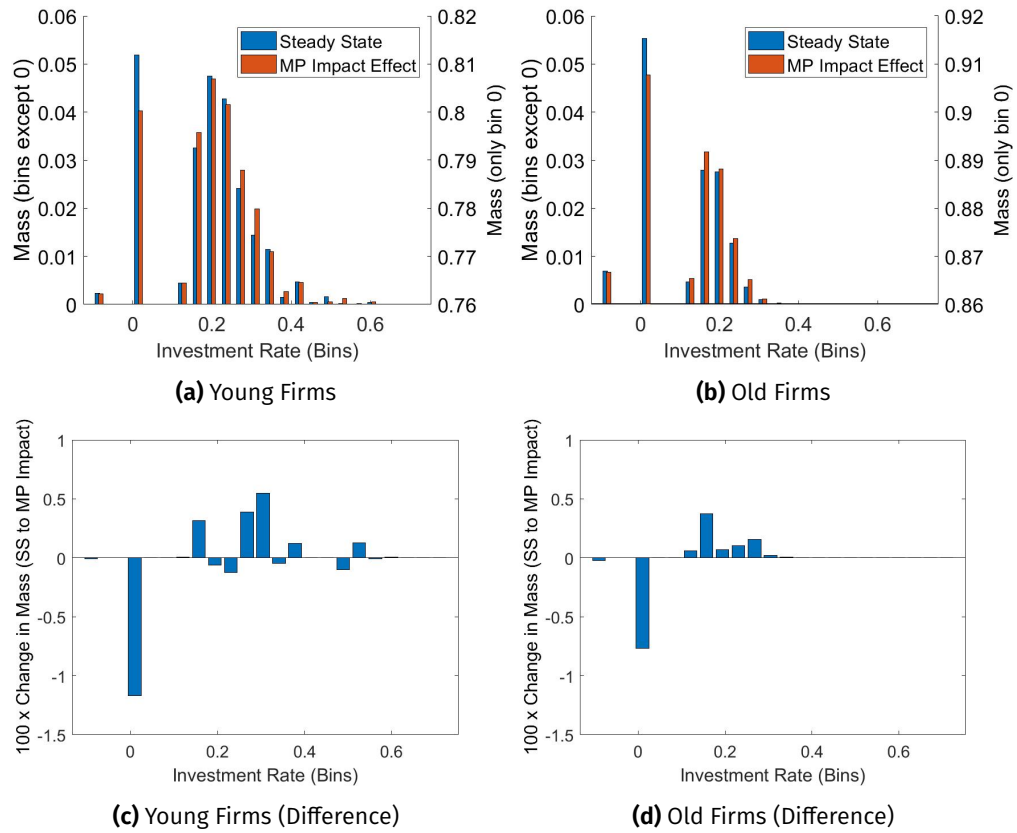 Mass (bins except 0)
0.06
0.05
0.04
0.03
0.02
0.01
0
0.82
0.81
0.8
0.79
0.78
0.77
0.76
Mass (only bin 0)
Steady State
MP Impact Effect
0 0.2 0.4 0.6
Investment Rate (Bins)
(a) Young Firms
Mass (bins except 0)
0.06
0.05
0.04
0.03
0.02
0.01
0
0.92
0.91
0.9
0.89
0.88
0.87
0.86
Mass (only bin 0)
Steady State
MP Impact Effect
0 0.2 0.4 0.6
Investment Rate (Bins)
(b) Old Firms
100 x Change in Mass (SS to MP Impact)
1
0.5
0
-0.5
-1
-1.5
0 0.2 0.4 0.6
Investment Rate (Bins)
(c) Young Firms (Difference)
100 x Change in Mass (SS to MP Impact)
1
0.5
0
-0.5
-1
-1.5
0 0.2 0.4 0.6
Investment Rate (Bins)
(d) Old Firms (Difference)